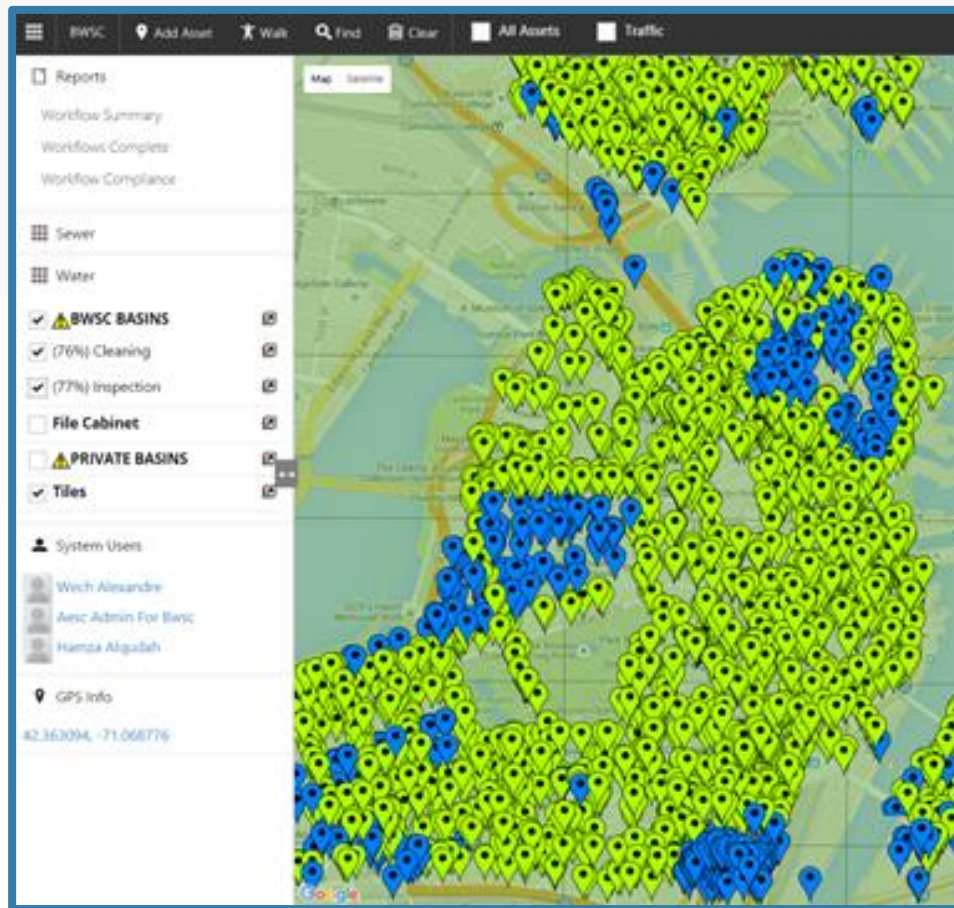 BWSC Add Asset Walk Find Clear All Assets Traffic
Reports
Workflow Summary
Workflows Complete
Workflow Compliance
Sewer
Water
BWSC BASINS
(76%) Cleaning
(77%) Inspection
File Cabinet
PRIVATE BASINS
Tiles
System Users
Wech Alexandre
Aesc Admin For Bwsc
Hamza Alqudah
GPS Info
42.363094, -71.068776
Map Satellite
Google